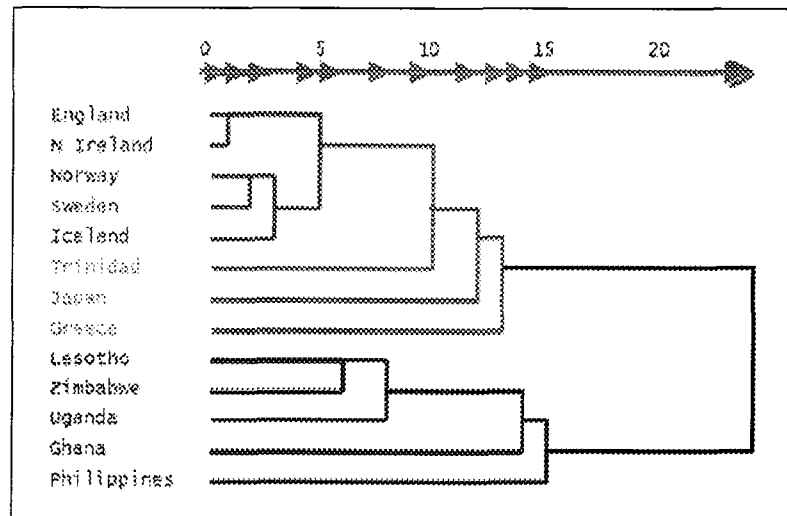 0 5 10 15 20
England
N Ireland
Norway
Sweden
Iceland
Trinidad
Japan
Greece
Lesotho
Zimbabwe
Uganda
Ghana
Philippines